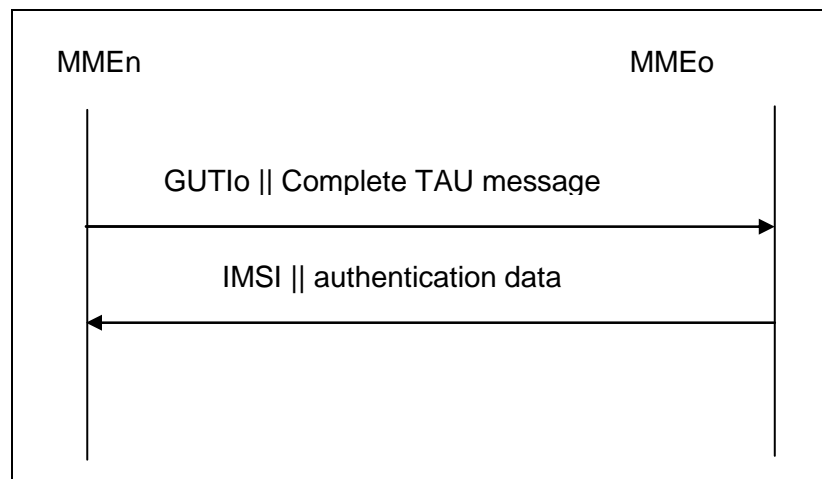 MMEn MMEo
GUTIo || Complete TAU message
IMSI || authentication data